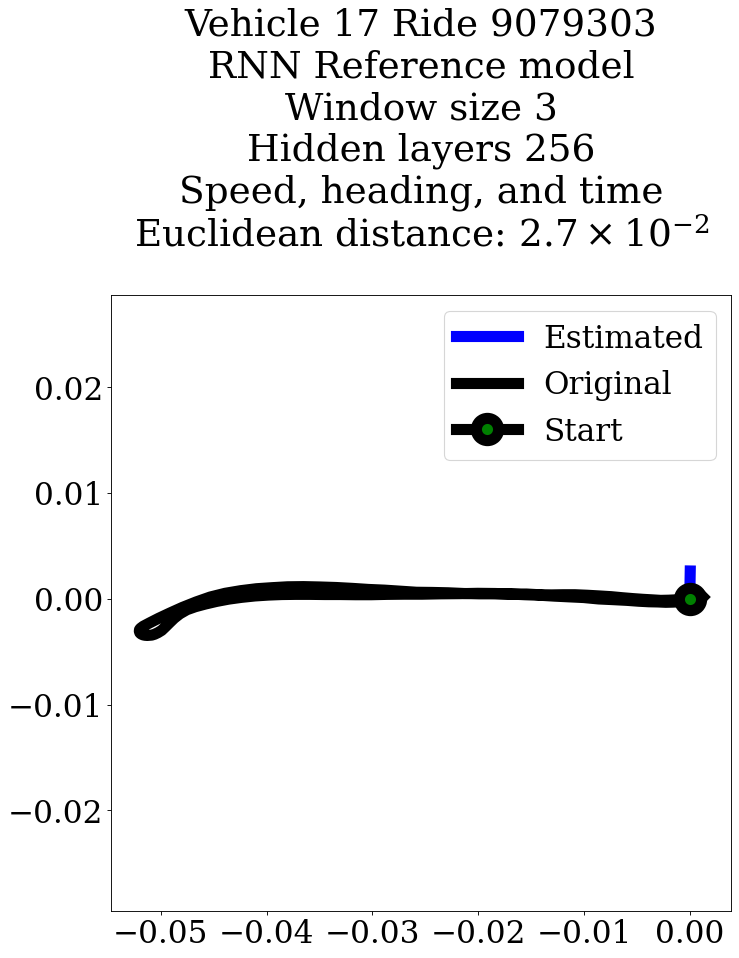 Vehicle 17 Ride 9079303
RNN Reference model
Window size 3
Hidden layers 256
Speed, heading, and time
Euclidean distance: 2.7 × 10⁻²
Estimated
Original
Start
0.02
0.01
0.00
−0.01
−0.02
−0.05 −0.04 −0.03 −0.02 −0.01 0.00